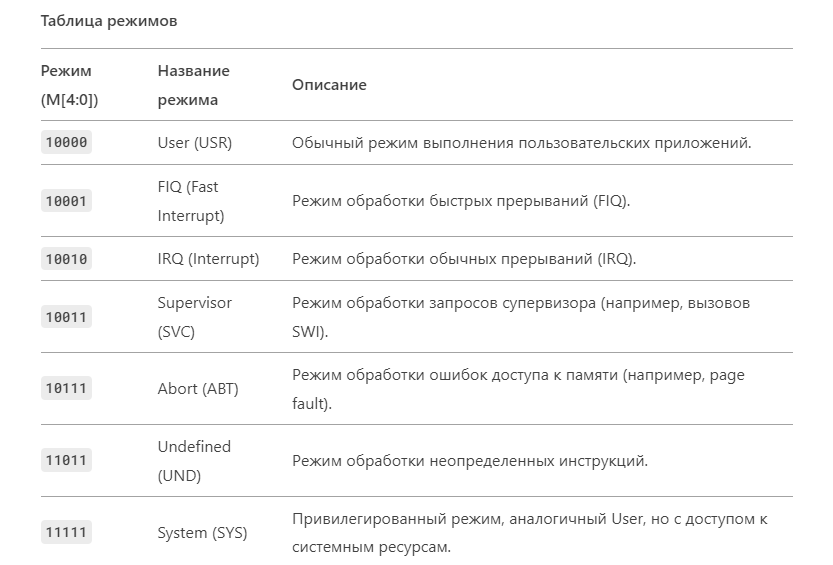 Таблица режимов
Режим (M[4:0]) Название режима Описание
10000 User (USR) Обычный режим выполнения пользовательских приложений.
10001 FIQ (Fast Interrupt) Режим обработки быстрых прерываний (FIQ).
10010 IRQ (Interrupt) Режим обработки обычных прерываний (IRQ).
10011 Supervisor (SVC) Режим обработки запросов супервизора (например, вызовов SWI).
10111 Abort (ABT) Режим обработки ошибок доступа к памяти (например, page fault).
11011 Undefined (UND) Режим обработки неопределенных инструкций.
11111 System (SYS) Привилегированный режим, аналогичный User, но с доступом к системным ресурсам.